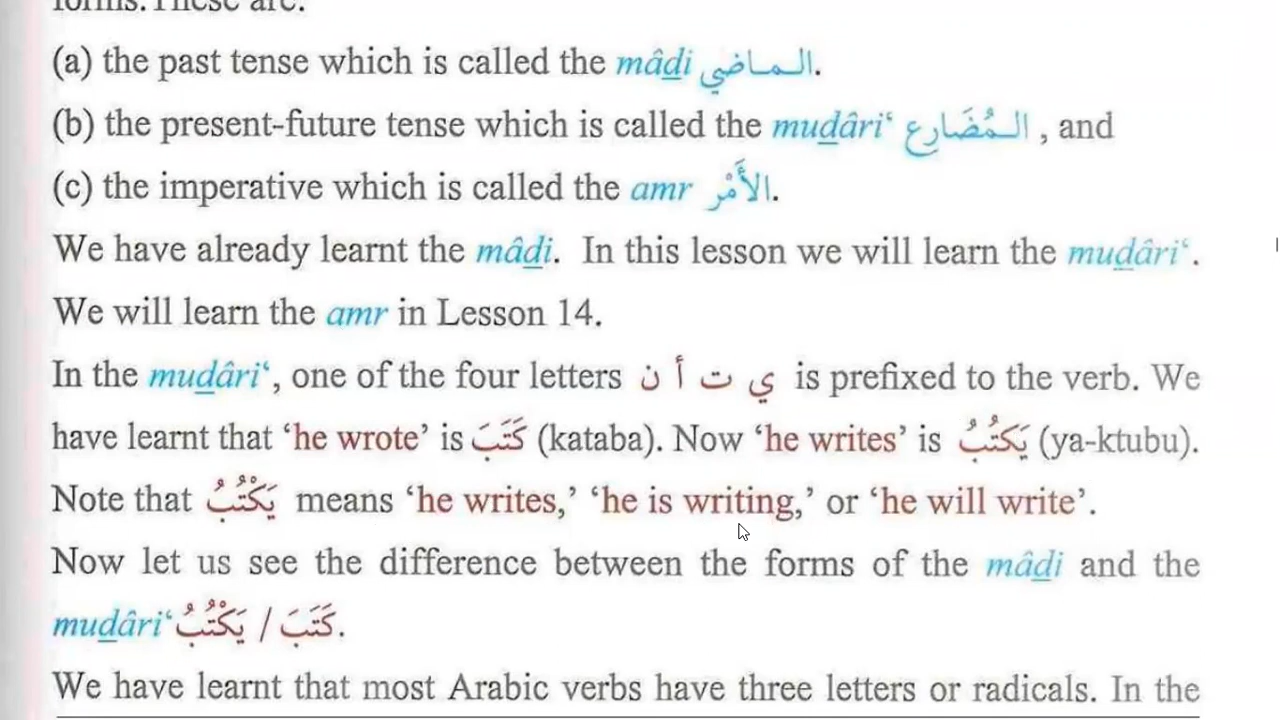 forms. These are:
(a) the past tense which is called the mâḏi الـمـاضي.
(b) the present-future tense which is called the muḏâri‘ الـمُضَارِع , and
(c) the imperative which is called the amr الأَمْر.
We have already learnt the mâḏi. In this lesson we will learn the muḏâri‘.
We will learn the amr in Lesson 14.
In the muḏâri‘, one of the four letters ي ت أ ن is prefixed to the verb. We
have learnt that ‘he wrote’ is كَتَبَ (kataba). Now ‘he writes’ is يَكْتُبُ (ya-ktubu).
Note that يَكْتُبُ means ‘he writes,’ ‘he is writing,’ or ‘he will write’.
Now let us see the difference between the forms of the mâḏi and the
muḏâri‘ كَتَبَ / يَكْتُبُ.
We have learnt that most Arabic verbs have three letters or radicals. In the